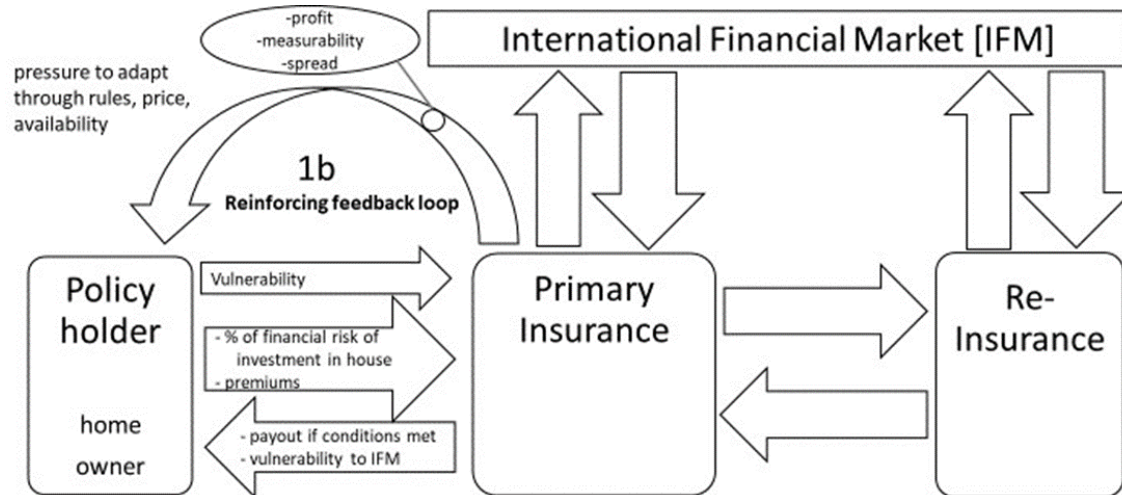 -profit
-measurability
-spread
International Financial Market [IFM]
pressure to adapt
through rules, price,
availability
1b
Reinforcing feedback loop
Policy
holder
home
owner
Vulnerability
- % of financial risk of
investment in house
- premiums
- payout if conditions met
- vulnerability to IFM
Primary
Insurance
Re-
Insurance